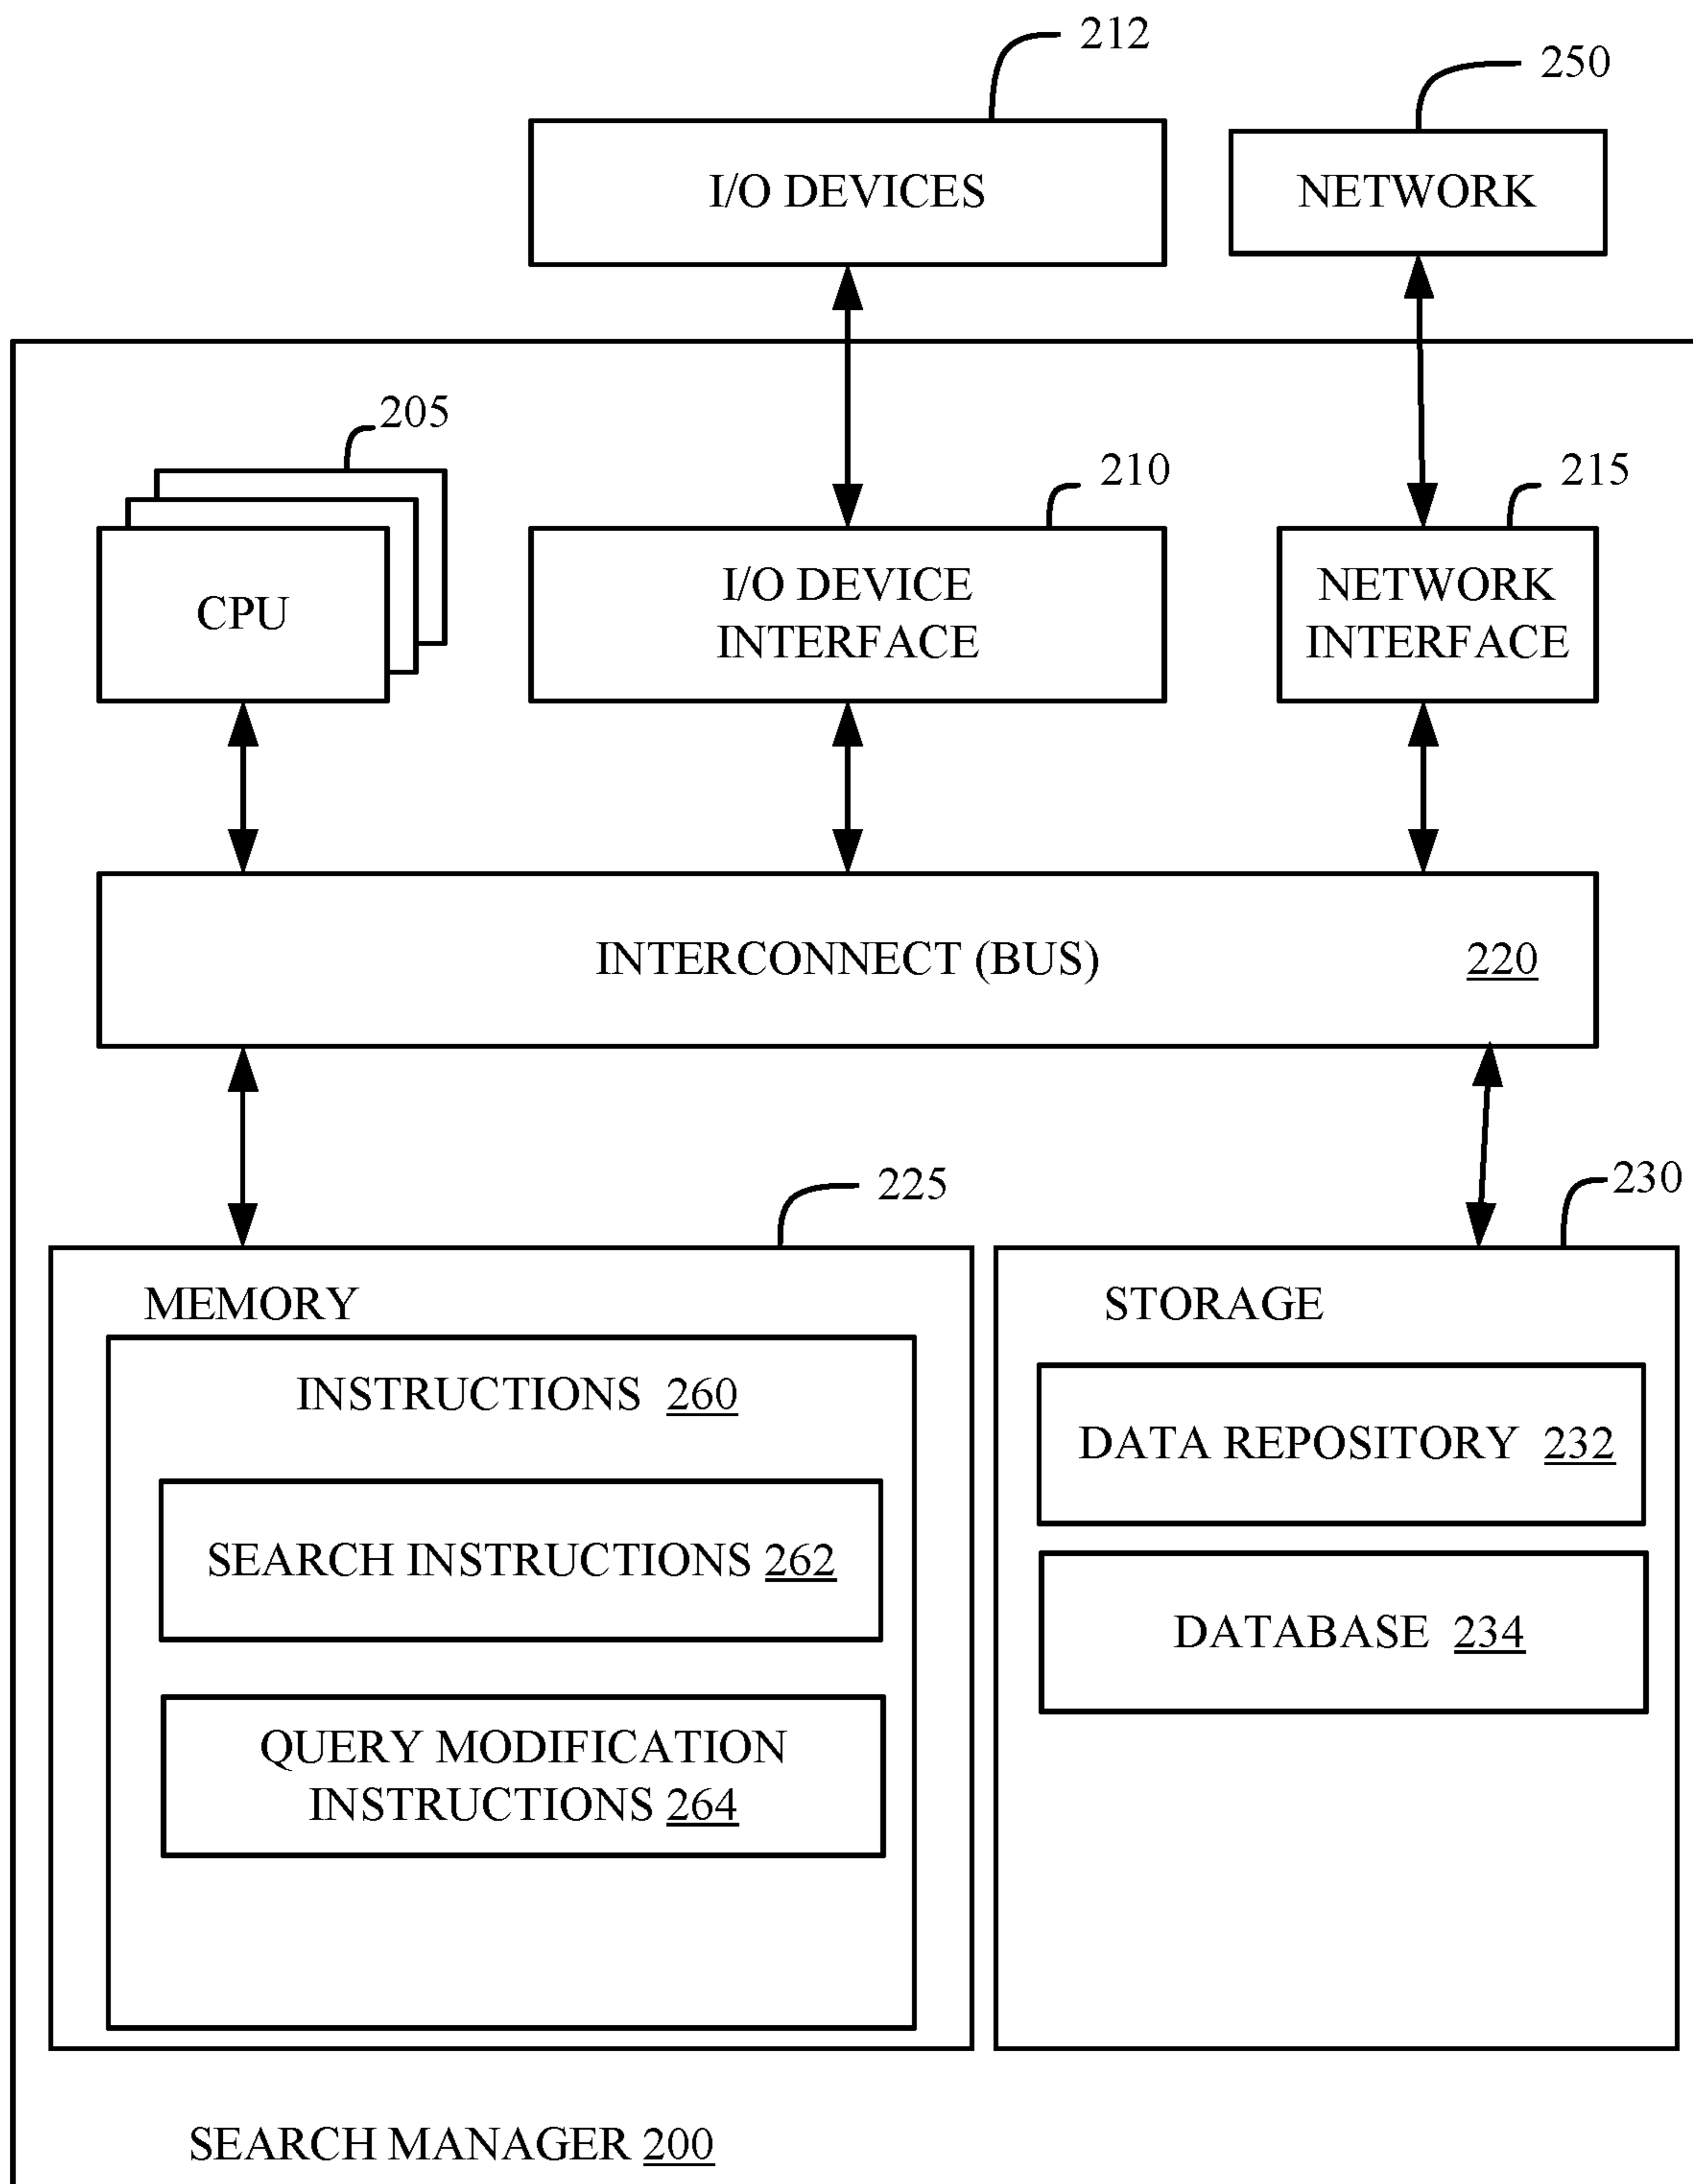 212
250
I/O DEVICES
NETWORK
205
210
215
CPU
I/O DEVICE
INTERFACE
NETWORK
INTERFACE
INTERCONNECT (BUS) 220
225
230
MEMORY
STORAGE
INSTRUCTIONS 260
DATA REPOSITORY 232
SEARCH INSTRUCTIONS 262
DATABASE 234
QUERY MODIFICATION
INSTRUCTIONS 264
SEARCH MANAGER 200